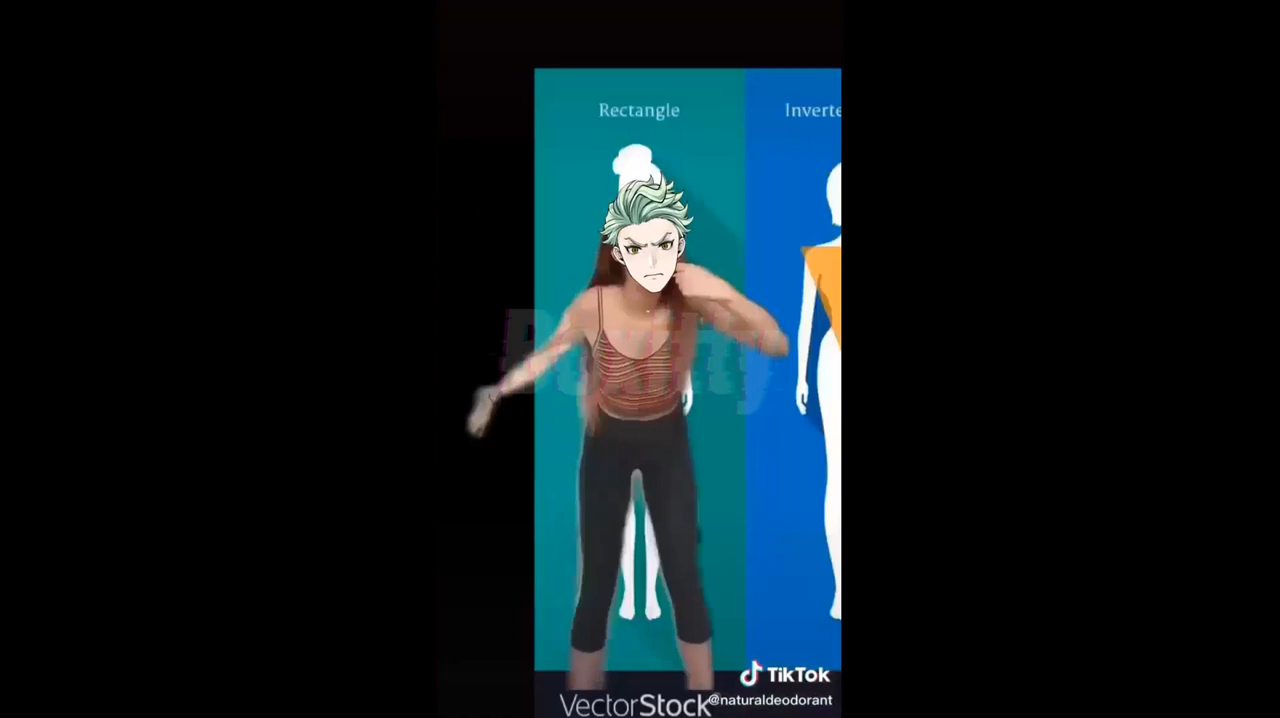 Rectangle
Inverte
TikTok
VectorStock
@naturaldeodorant